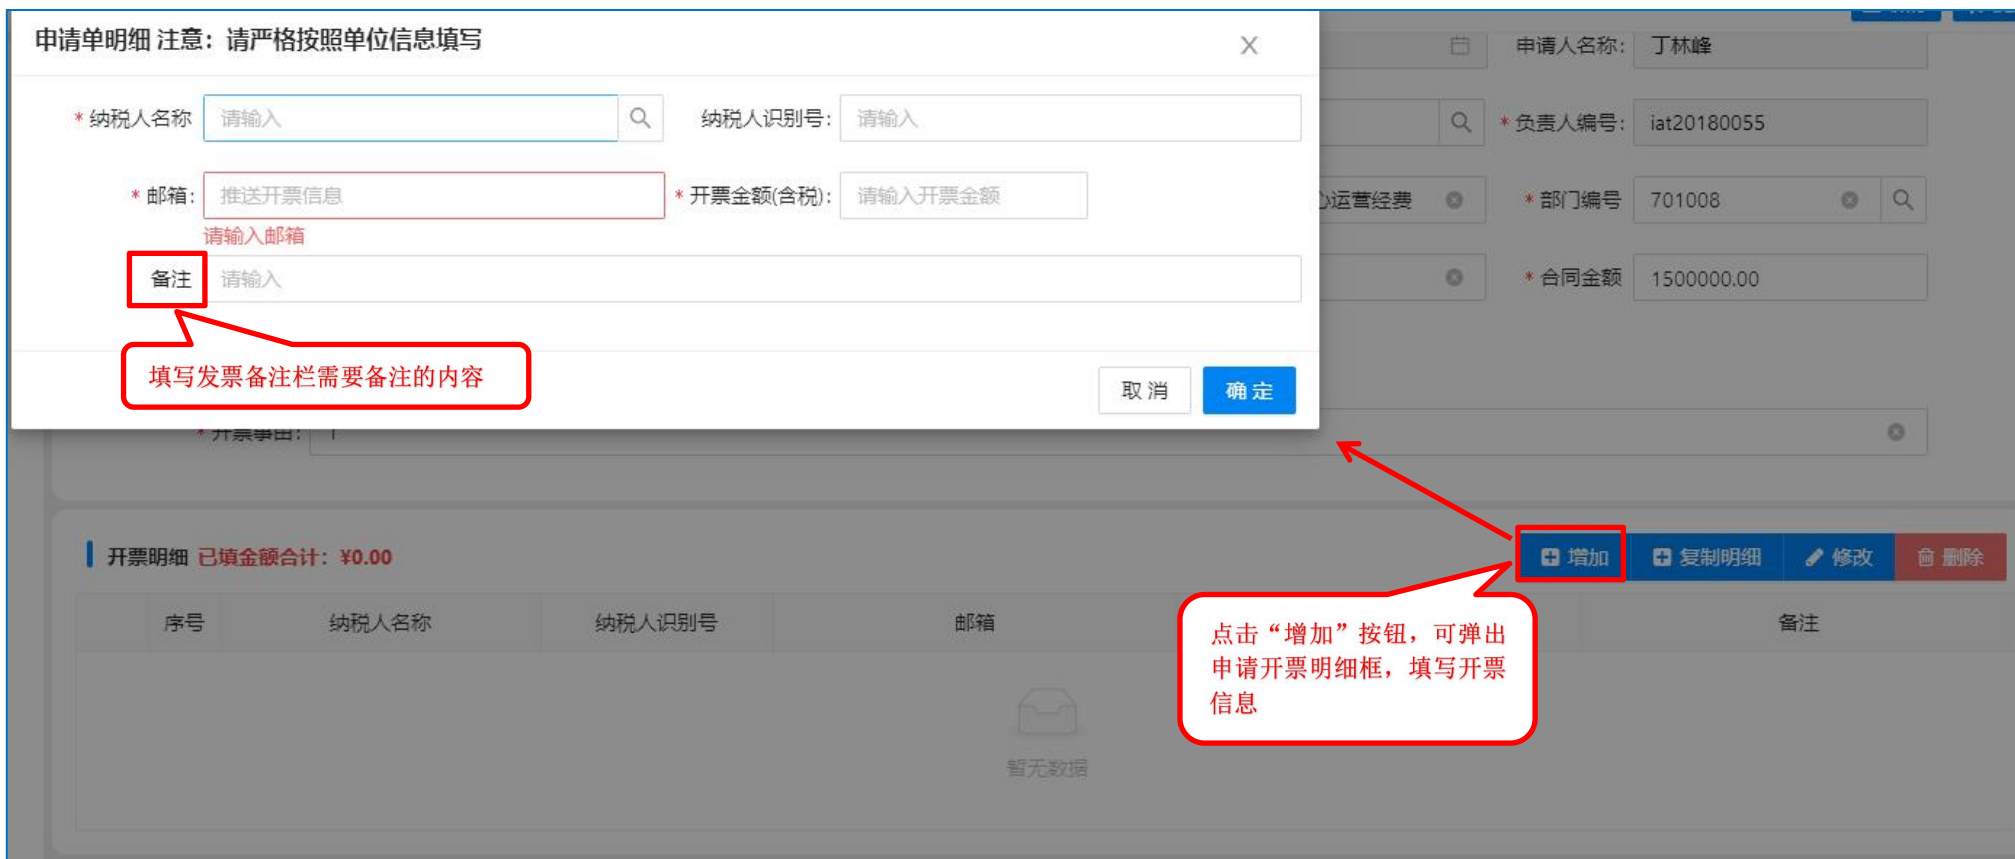 申请单明细 注意：请严格按照单位信息填写
X
申请人名称: 丁林峰
* 纳税人名称 请输入
纳税人识别号: 请输入
* 负责人编号: iat20180055
* 邮箱: 推送开票信息
* 开票金额(含税): 请输入开票金额
运营经费
* 部门编号 701008
请输入邮箱
备注 请输入
* 合同金额 1500000.00
填写发票备注栏需要备注的内容
取 消
确 定
* 开票事由:
开票明细 已填金额合计：¥0.00
增加
复制明细
修改
删除
序号 纳税人名称 纳税人识别号 邮箱 备注
点击“增加”按钮，可弹出
申请开票明细框，填写开票
信息
暂无数据